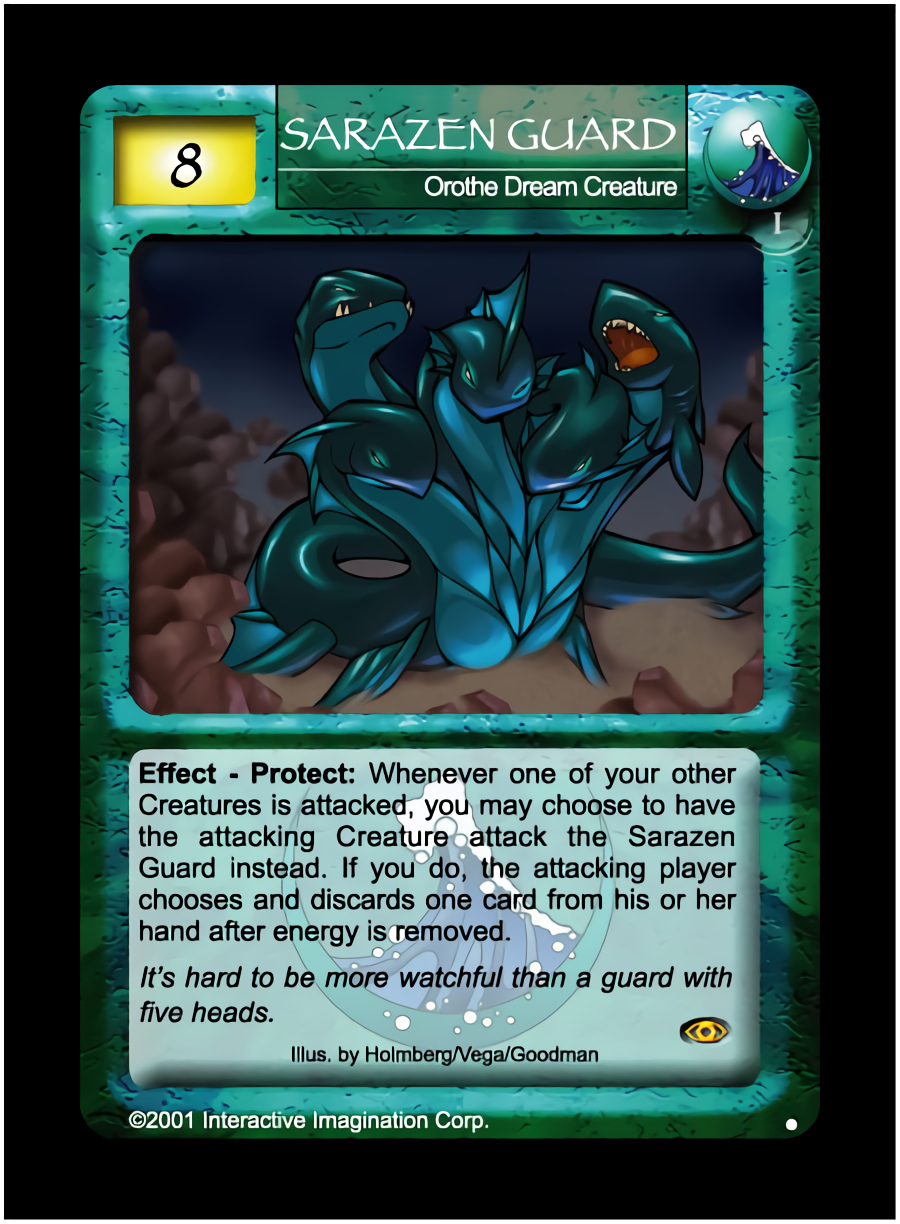 8
SARAZEN GUARD
Orothe Dream Creature
I
Effect - Protect: Whenever one of your other
Creatures is attacked, you may choose to have
the attacking Creature attack the Sarazen
Guard instead. If you do, the attacking player
chooses and discards one card from his or her
hand after energy is removed.
It's hard to be more watchful than a guard with
five heads.
Illus. by Holmberg/Vega/Goodman
©2001 Interactive Imagination Corp.